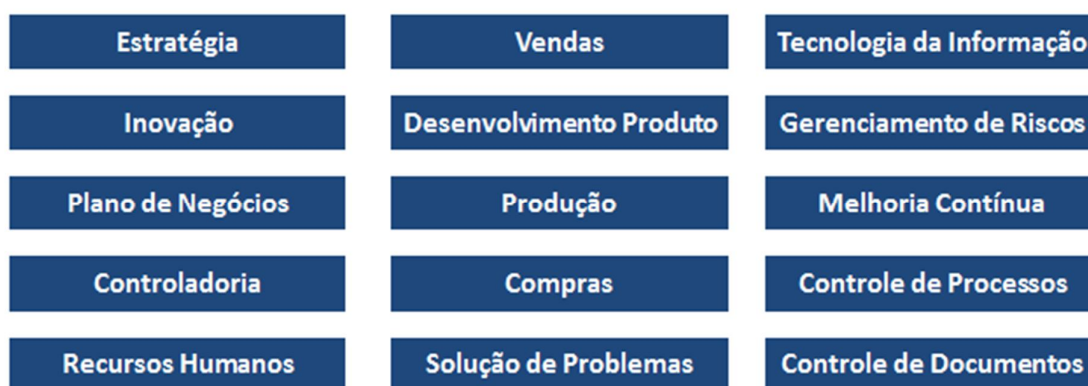 Estratégia
Vendas
Tecnologia da Informação
Inovação
Desenvolvimento Produto
Gerenciamento de Riscos
Plano de Negócios
Produção
Melhoria Contínua
Controladoria
Compras
Controle de Processos
Recursos Humanos
Solução de Problemas
Controle de Documentos